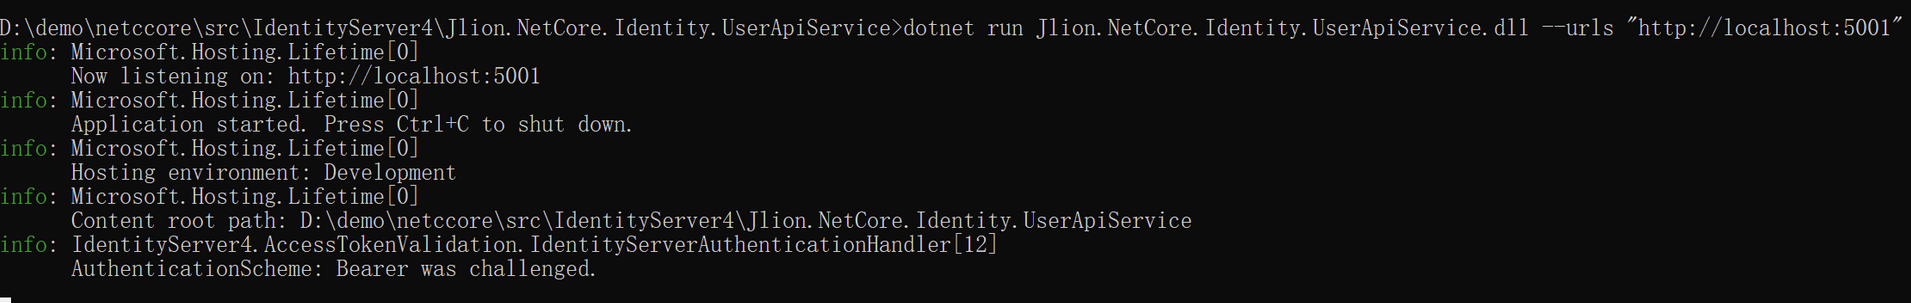 D:\demo\netccore\src\IdentityServer4\Jlion.NetCore.Identity.UserApiService>dotnet run Jlion.NetCore.Identity.UserApiService.dll --urls "http://localhost:5001"
info: Microsoft.Hosting.Lifetime[0]
      Now listening on: http://localhost:5001
info: Microsoft.Hosting.Lifetime[0]
      Application started. Press Ctrl+C to shut down.
info: Microsoft.Hosting.Lifetime[0]
      Hosting environment: Development
info: Microsoft.Hosting.Lifetime[0]
      Content root path: D:\demo\netccore\src\IdentityServer4\Jlion.NetCore.Identity.UserApiService
info: IdentityServer4.AccessTokenValidation.IdentityServerAuthenticationHandler[12]
      AuthenticationScheme: Bearer was challenged.